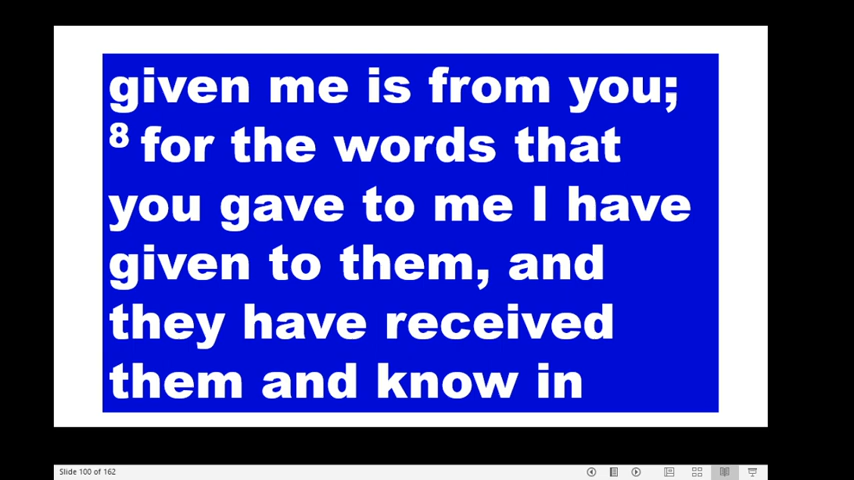 given me is from you;
8 for the words that
you gave to me I have
given to them, and
they have received
them and know in
Slide 100 of 162